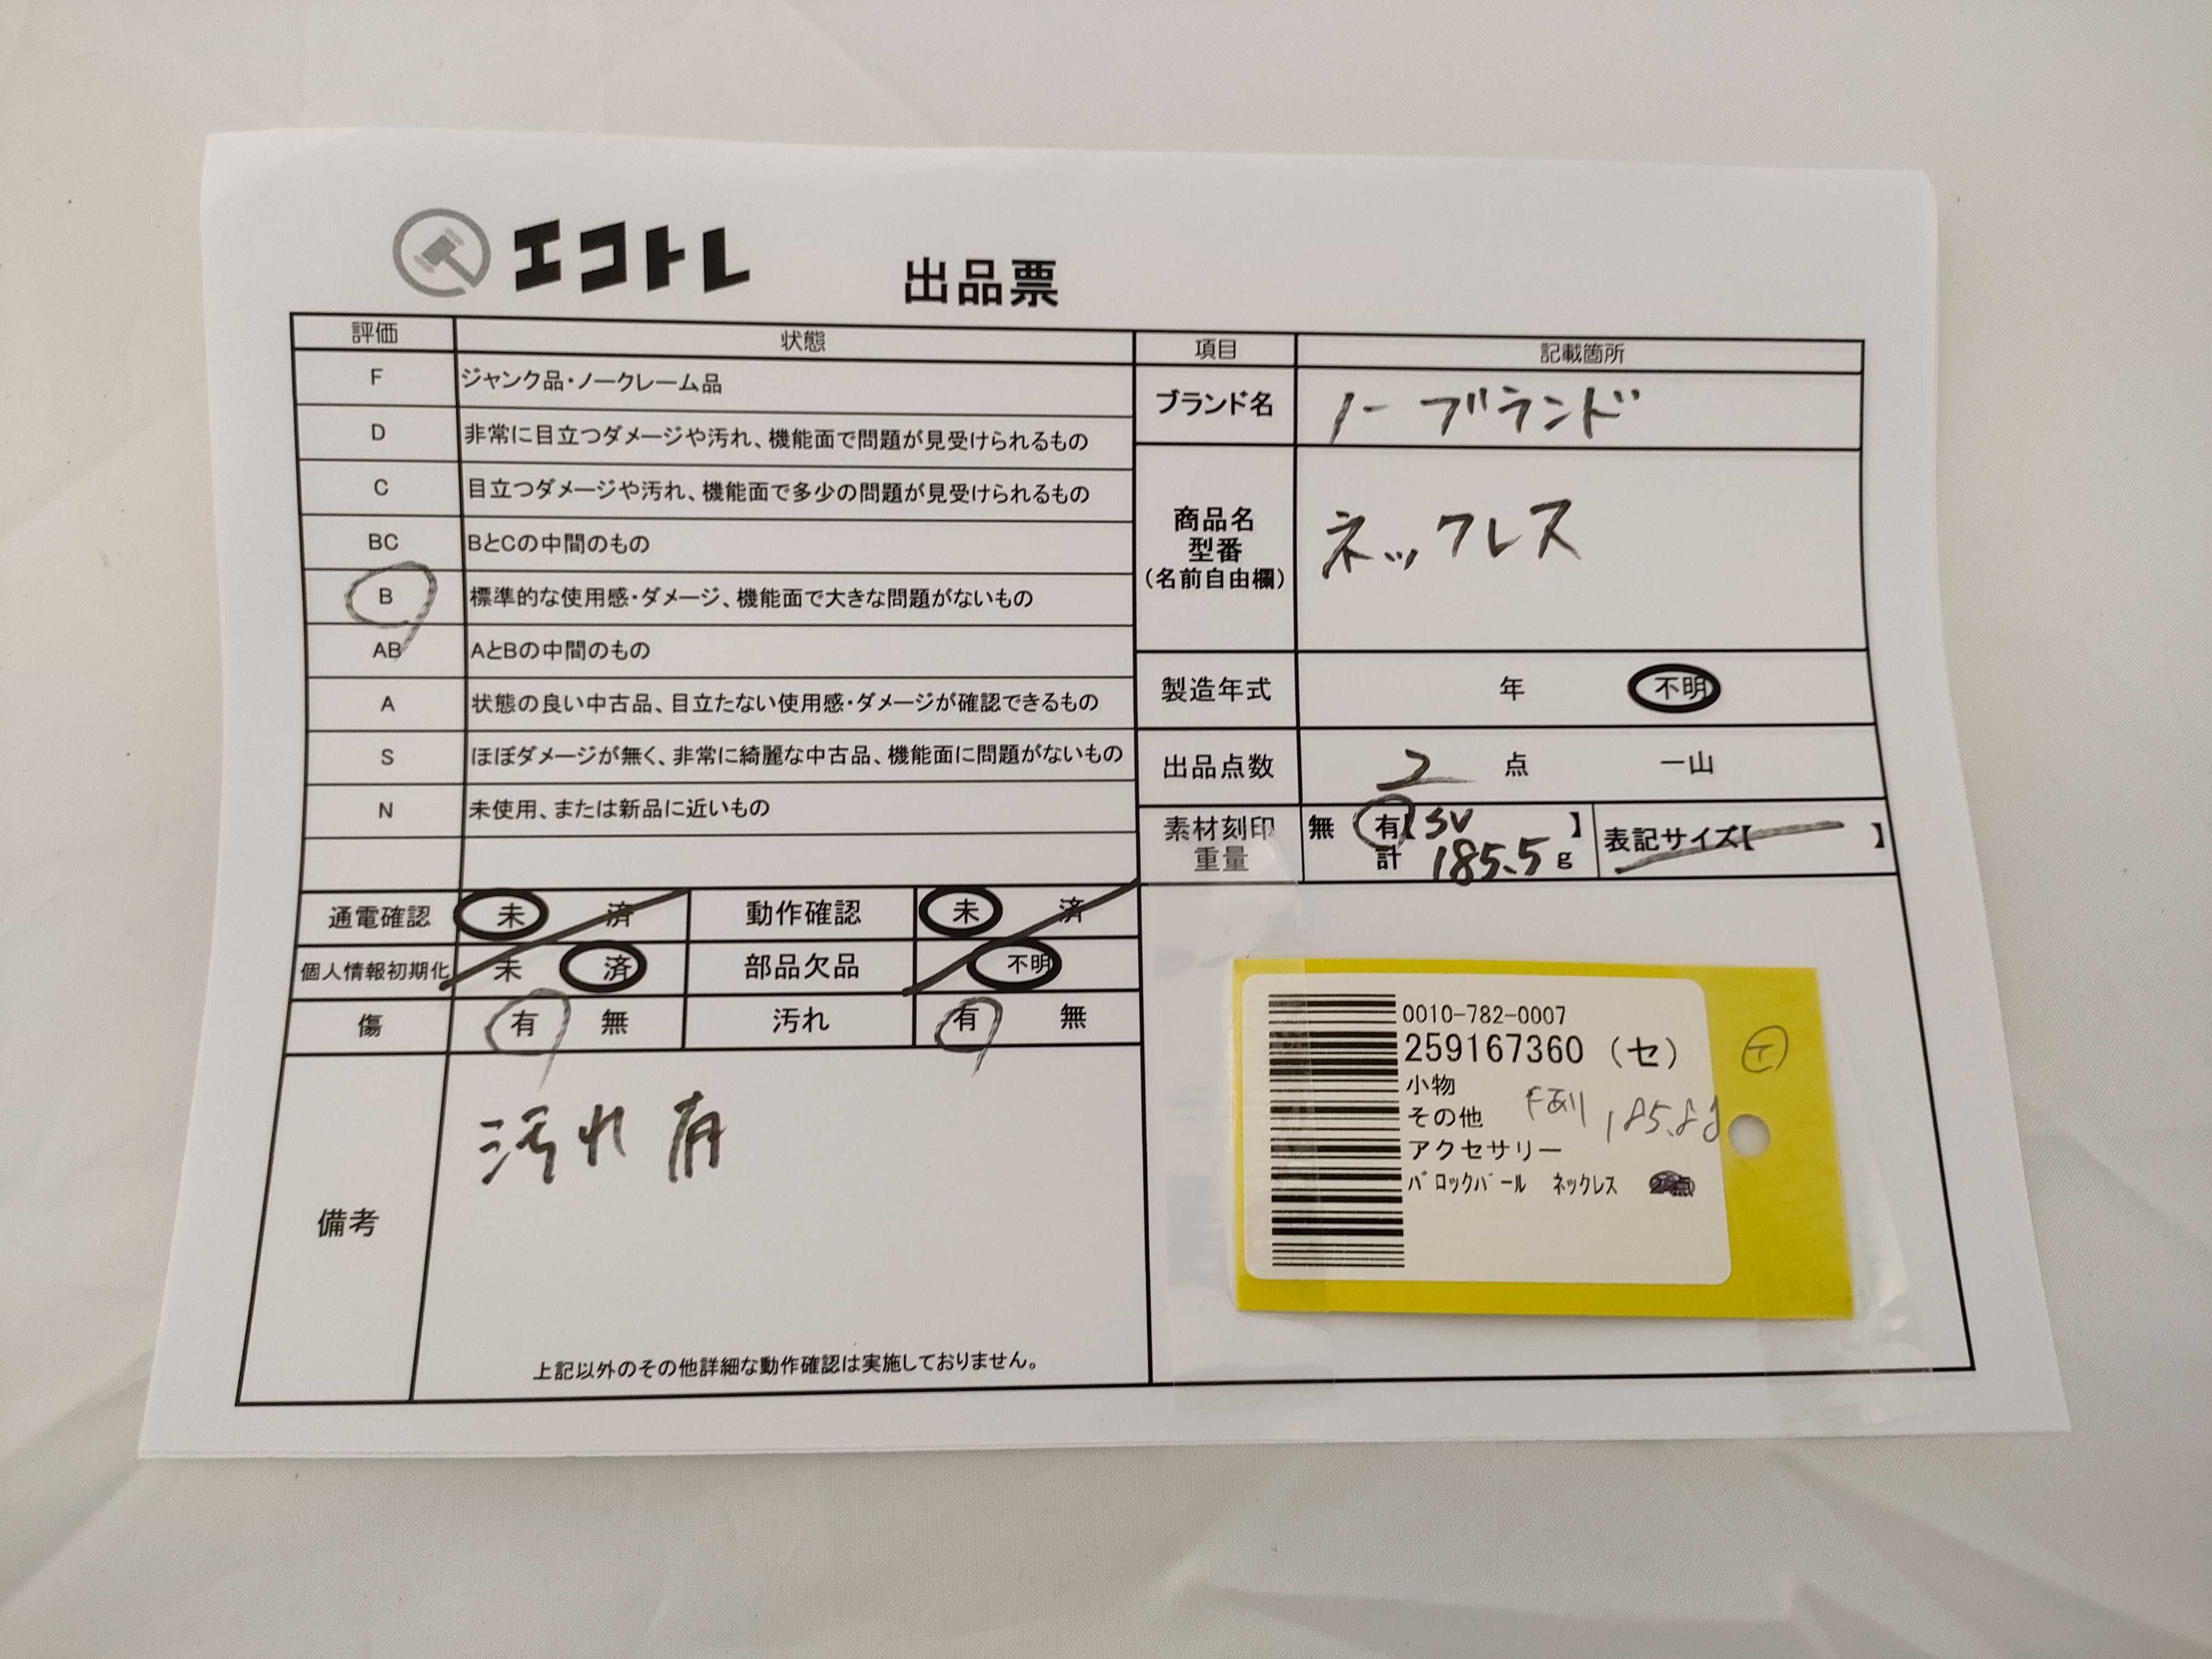 エコトレ 出品票
評価 状態
F ジャンク品・ノークレーム品
D 非常に目立つダメージや汚れ、機能面で問題が見受けられるもの
C 目立つダメージや汚れ、機能面で多少の問題が見受けられるもの
BC BとCの中間のもの
B 標準的な使用感・ダメージ、機能面で大きな問題がないもの
AB AとBの中間のもの
A 状態の良い中古品、目立たない使用感・ダメージが確認できるもの
S ほぼダメージが無く、非常に綺麗な中古品、機能面に問題がないもの
N 未使用、または新品に近いもの
通電確認 未 済 動作確認 未 済
個人情報初期化 未 済 部品欠品 不明
傷 有 無 汚れ 有 無
備考
汚れ有
上記以外のその他詳細な動作確認は実施しておりません。
項目 記載箇所
ブランド名 ノーブランド
商品名
型番
(名前自由欄)
ネックレス
製造年式 年 不明
出品点数 2 点 一山
素材刻印 無 有【SV 】
重量 計 185.5 g
表記サイズ【 】
0010-782-0007
259167360 (セ)
小物
その他
アクセサリー
バロックパール ネックレス